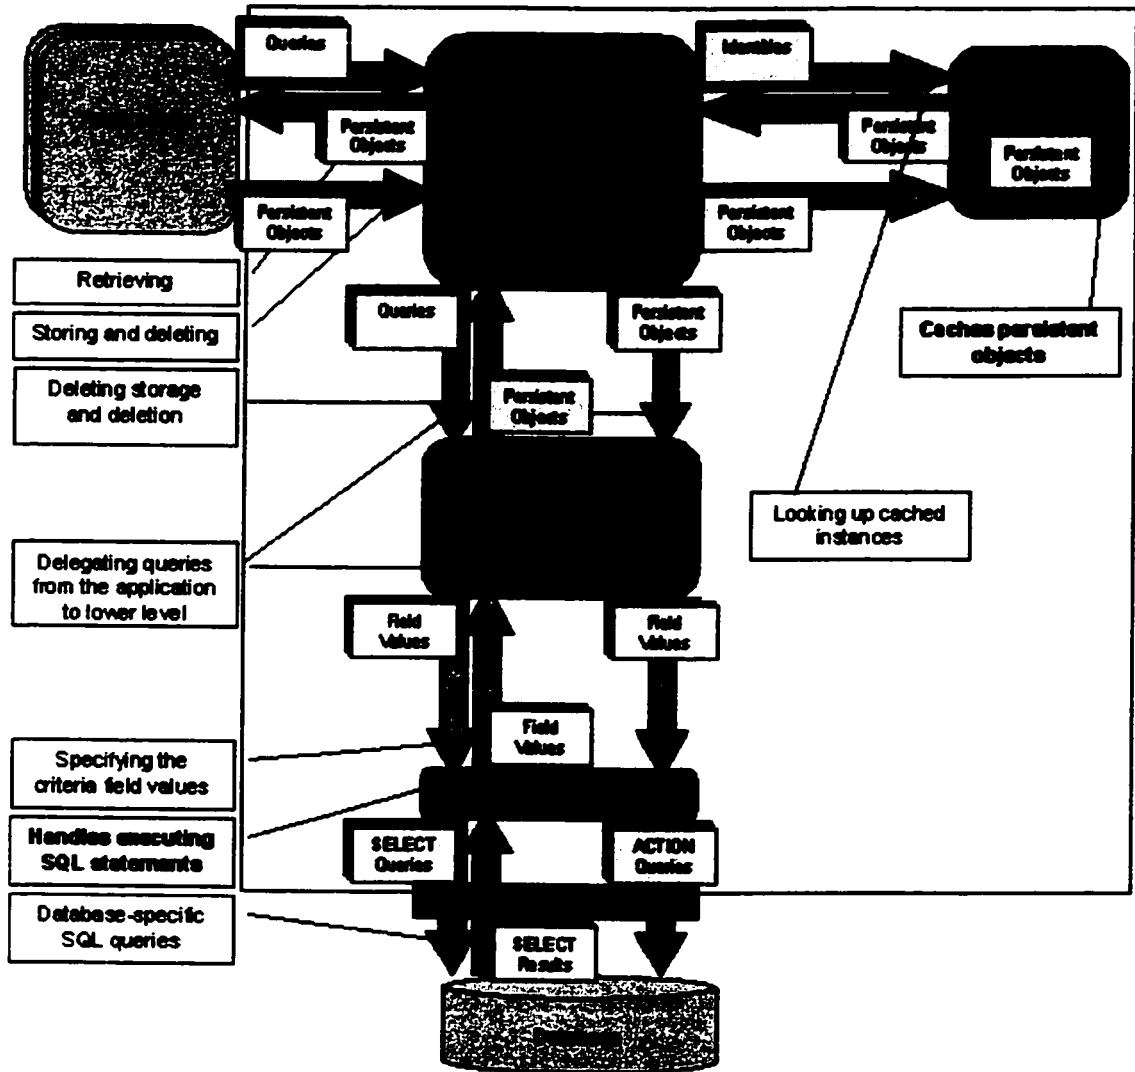 Queries
Identities
Persistent
Objects
Persistent
Objects
Persistent
Objects
Persistent
Objects
Persistent
Objects
Retrieving
Storing and deleting
Deleting storage
and deletion
Queries
Persistent
Objects
Caches persistent
objects
Persistent
Objects
Looking up cached
instances
Delegating queries
from the application
to lower level
Field
Values
Field
Values
Field
Values
Specifying the
criteria field values
Handles executing
SQL statements
SELECT
Queries
ACTION
Queries
Database-specific
SQL queries
SELECT
Results